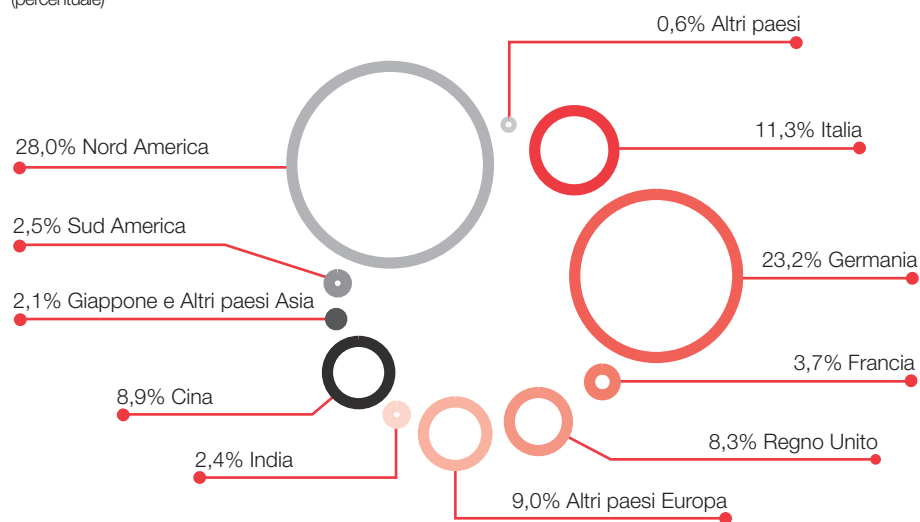 (percentuale)
0,6% Altri paesi
11,3% Italia
28,0% Nord America
2,5% Sud America
23,2% Germania
2,1% Giappone e Altri paesi Asia
3,7% Francia
8,9% Cina
8,3% Regno Unito
2,4% India
9,0% Altri paesi Europa